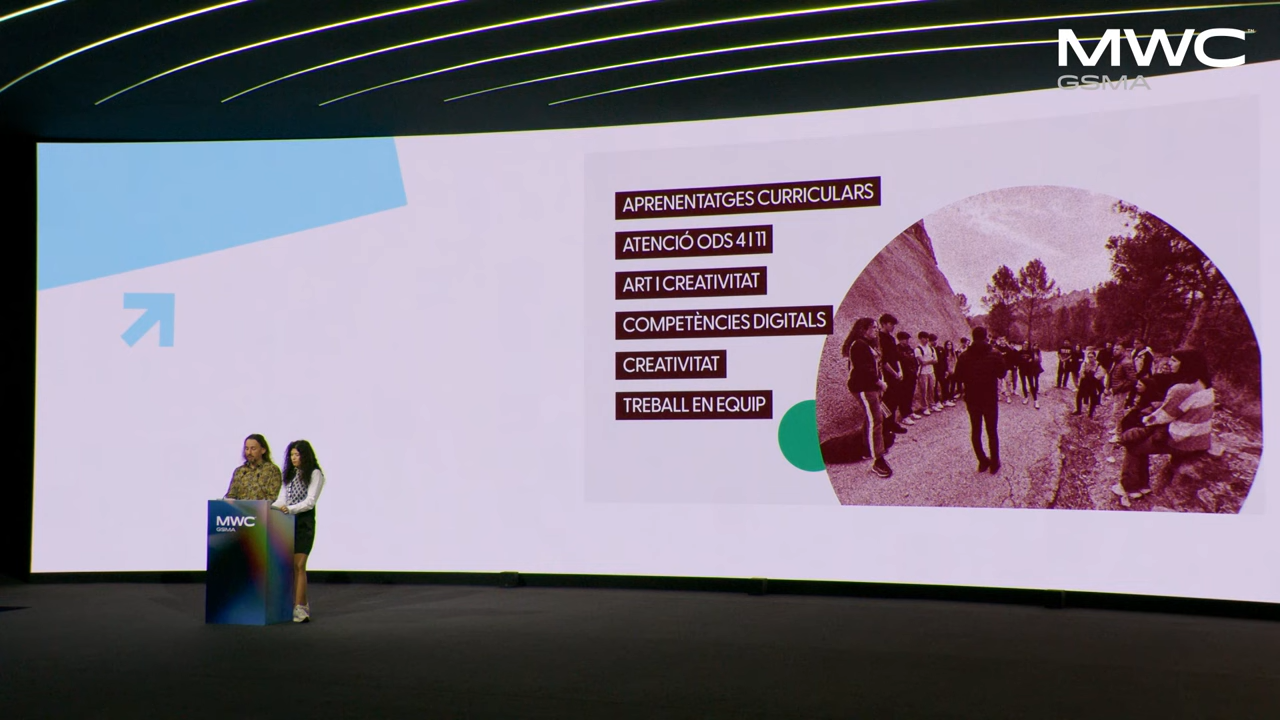 MWC
GSMA
APRENENTATGES CURRICULARS
ATENCIÓ ODS 4 I 11
ART I CREATIVITAT
COMPETÈNCIES DIGITALS
CREATIVITAT
TREBALL EN EQUIP
MWC
GSMA